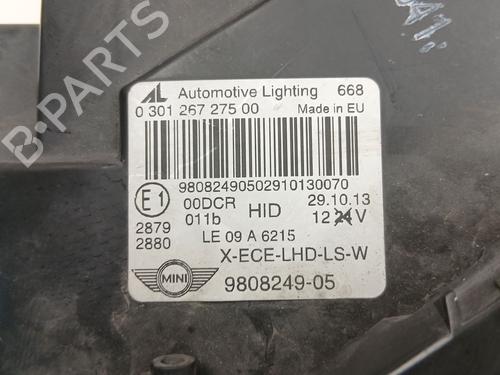 AL Automotive Lighting 668
0 301 267 275 00 Made in EU
98082490502910130070
E1 00DCR HID 29.10.13
011b 12 24 V
2879
2880 LE 09 A 6215
X-ECE-LHD-LS-W
MINI 9808249-05
B-PARTS